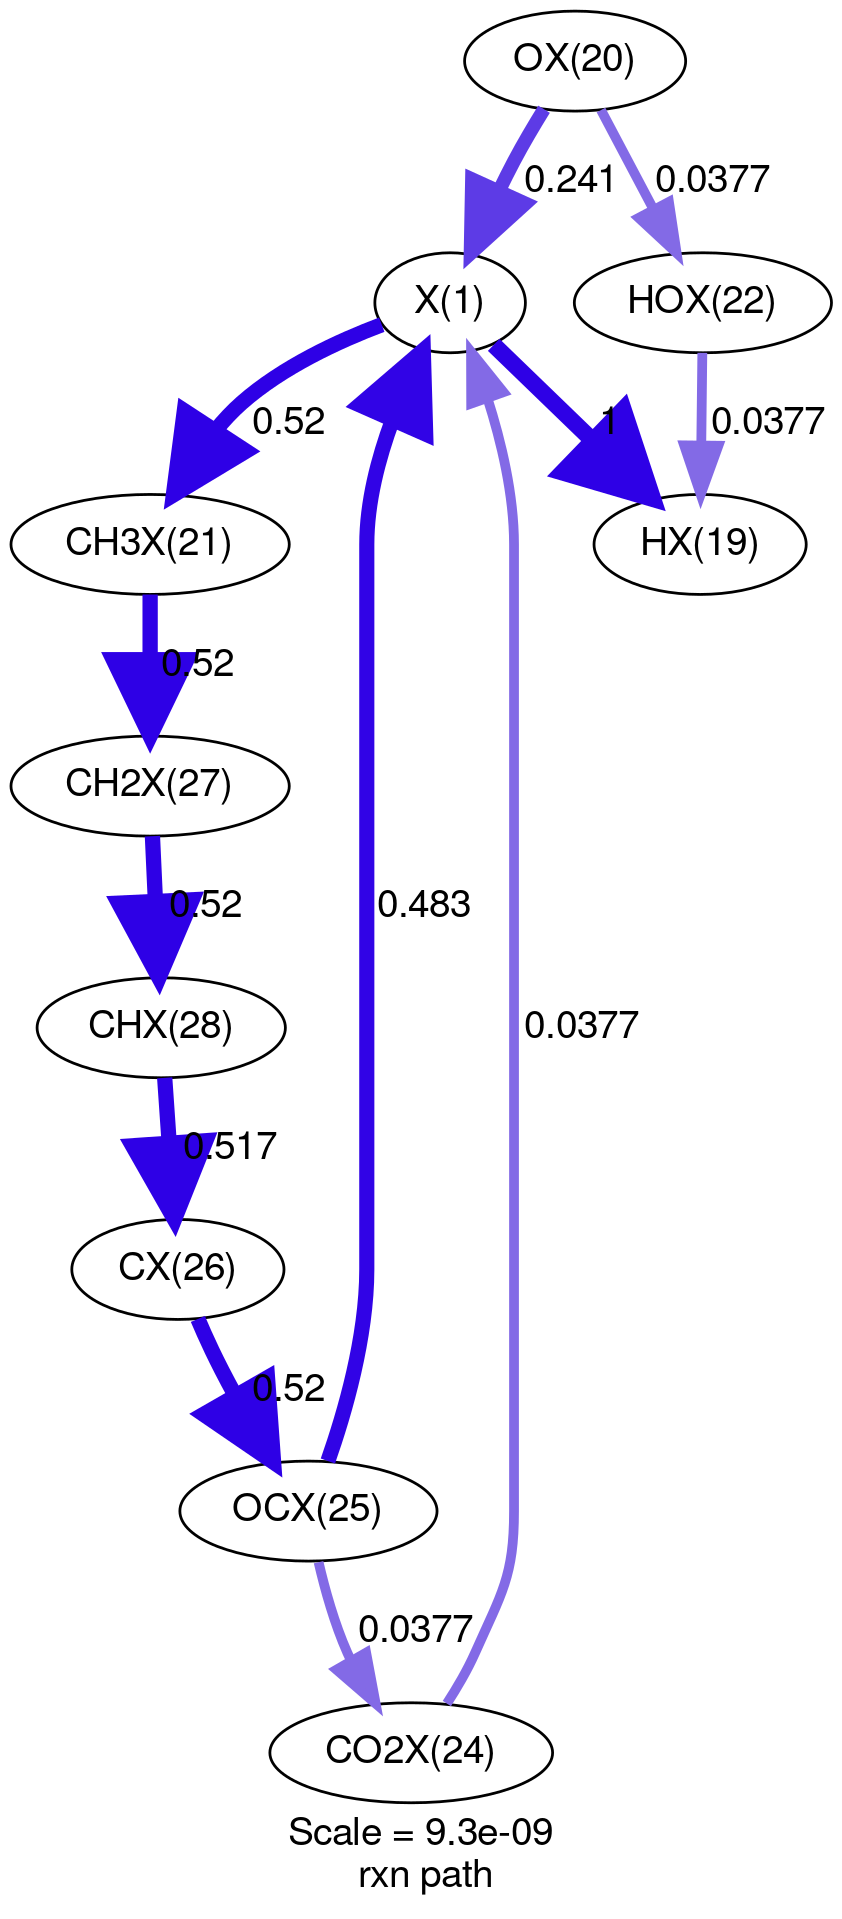 OX(20)
0.241
0.0377
X(1)
HOX(22)
0.52
1
0.0377
CH3X(21)
HX(19)
0.52
CH2X(27)
0.52
0.483
CHX(28)
0.0377
0.517
CX(26)
0.52
OCX(25)
0.0377
CO2X(24)
Scale = 9.3e-09
rxn path